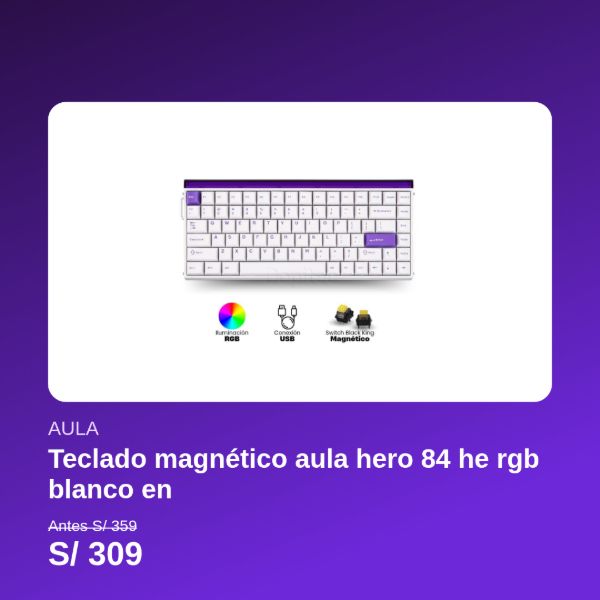 Iluminación
RGB
Conexión
USB
Switch Black King
Magnético
AULA
Teclado magnético aula hero 84 he rgb
blanco en
Antes S/ 359
S/ 309